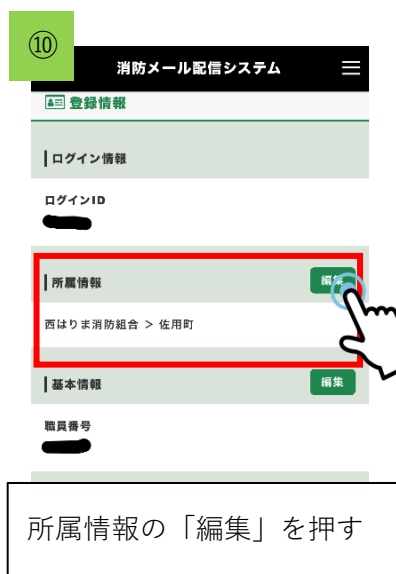 ⑩
消防メール配信システム
登録情報
ログイン情報
ログインID
所属情報
編集
西はりま消防組合 > 佐用町
基本情報
編集
職員番号
所属情報の「編集」を押す